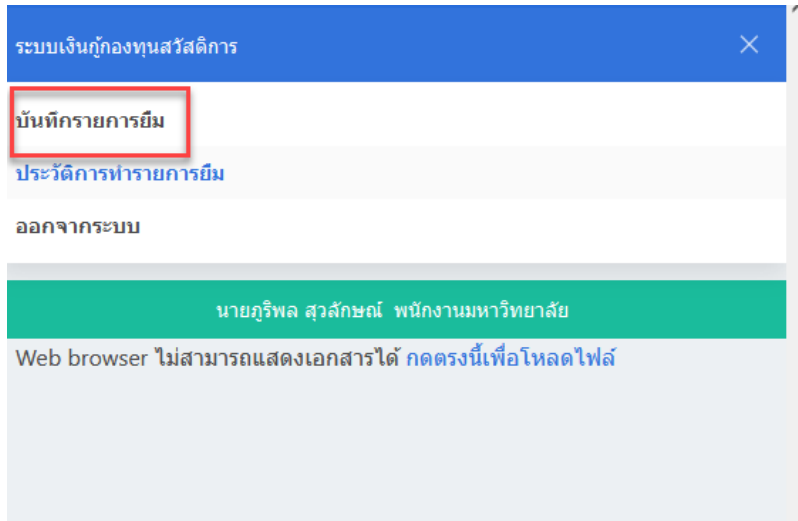 ระบบเงินกู้กองทุนสวัสดิการ
บันทึกรายการยืม
ประวัติการทำรายการยืม
ออกจากระบบ
นายภูริพล สุวลักษณ์ พนักงานมหาวิทยาลัย
Web browser ไม่สามารถแสดงเอกสารได้ กดตรงนี้เพื่อโหลดไฟล์